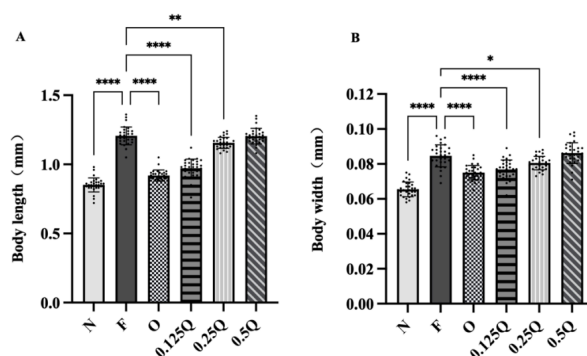 A
**
****
**** ****
Body length（mm）
1.5
1.0
0.5
0.0
N F O 0.125Q 0.25Q 0.5Q
B
*
****
**** ****
Body width（mm）
0.12
0.10
0.08
0.06
0.04
0.02
0.00
N F O 0.125Q 0.25Q 0.5Q